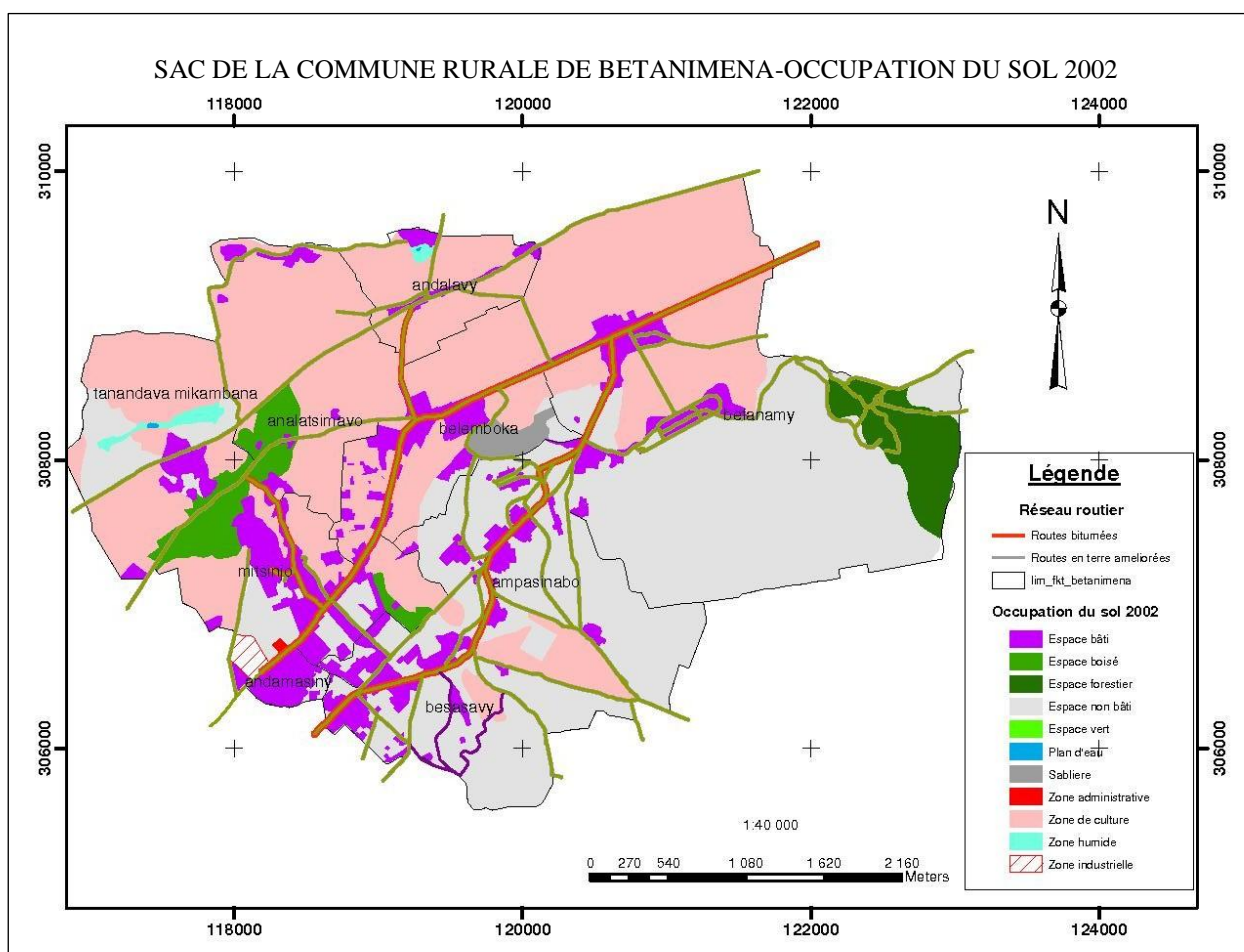 SAC DE LA COMMUNE RURALE DE BETANIMENA-OCCUPATION DU SOL 2002
118000 120000 122000 124000
310000 310000
N
andalavy
tanandava mikambana
analatsimavo
belemboka
belanamy
308000 308000
mitsinjo
ampasinabo
andamasiny
besasavy
306000 306000
Légende
Réseau routier
Routes bitumées
Routes en terre ameliorées
lim_fkt_betanimena
Occupation du sol 2002
Espace bâti
Espace boisé
Espace forestier
Espace non bâti
Espace vert
Plan d'eau
Sabliere
Zone administrative
Zone de culture
Zone humide
Zone industrielle
1:40 000
0 270 540 1 080 1 620 2 160
Meters
118000 120000 122000 124000